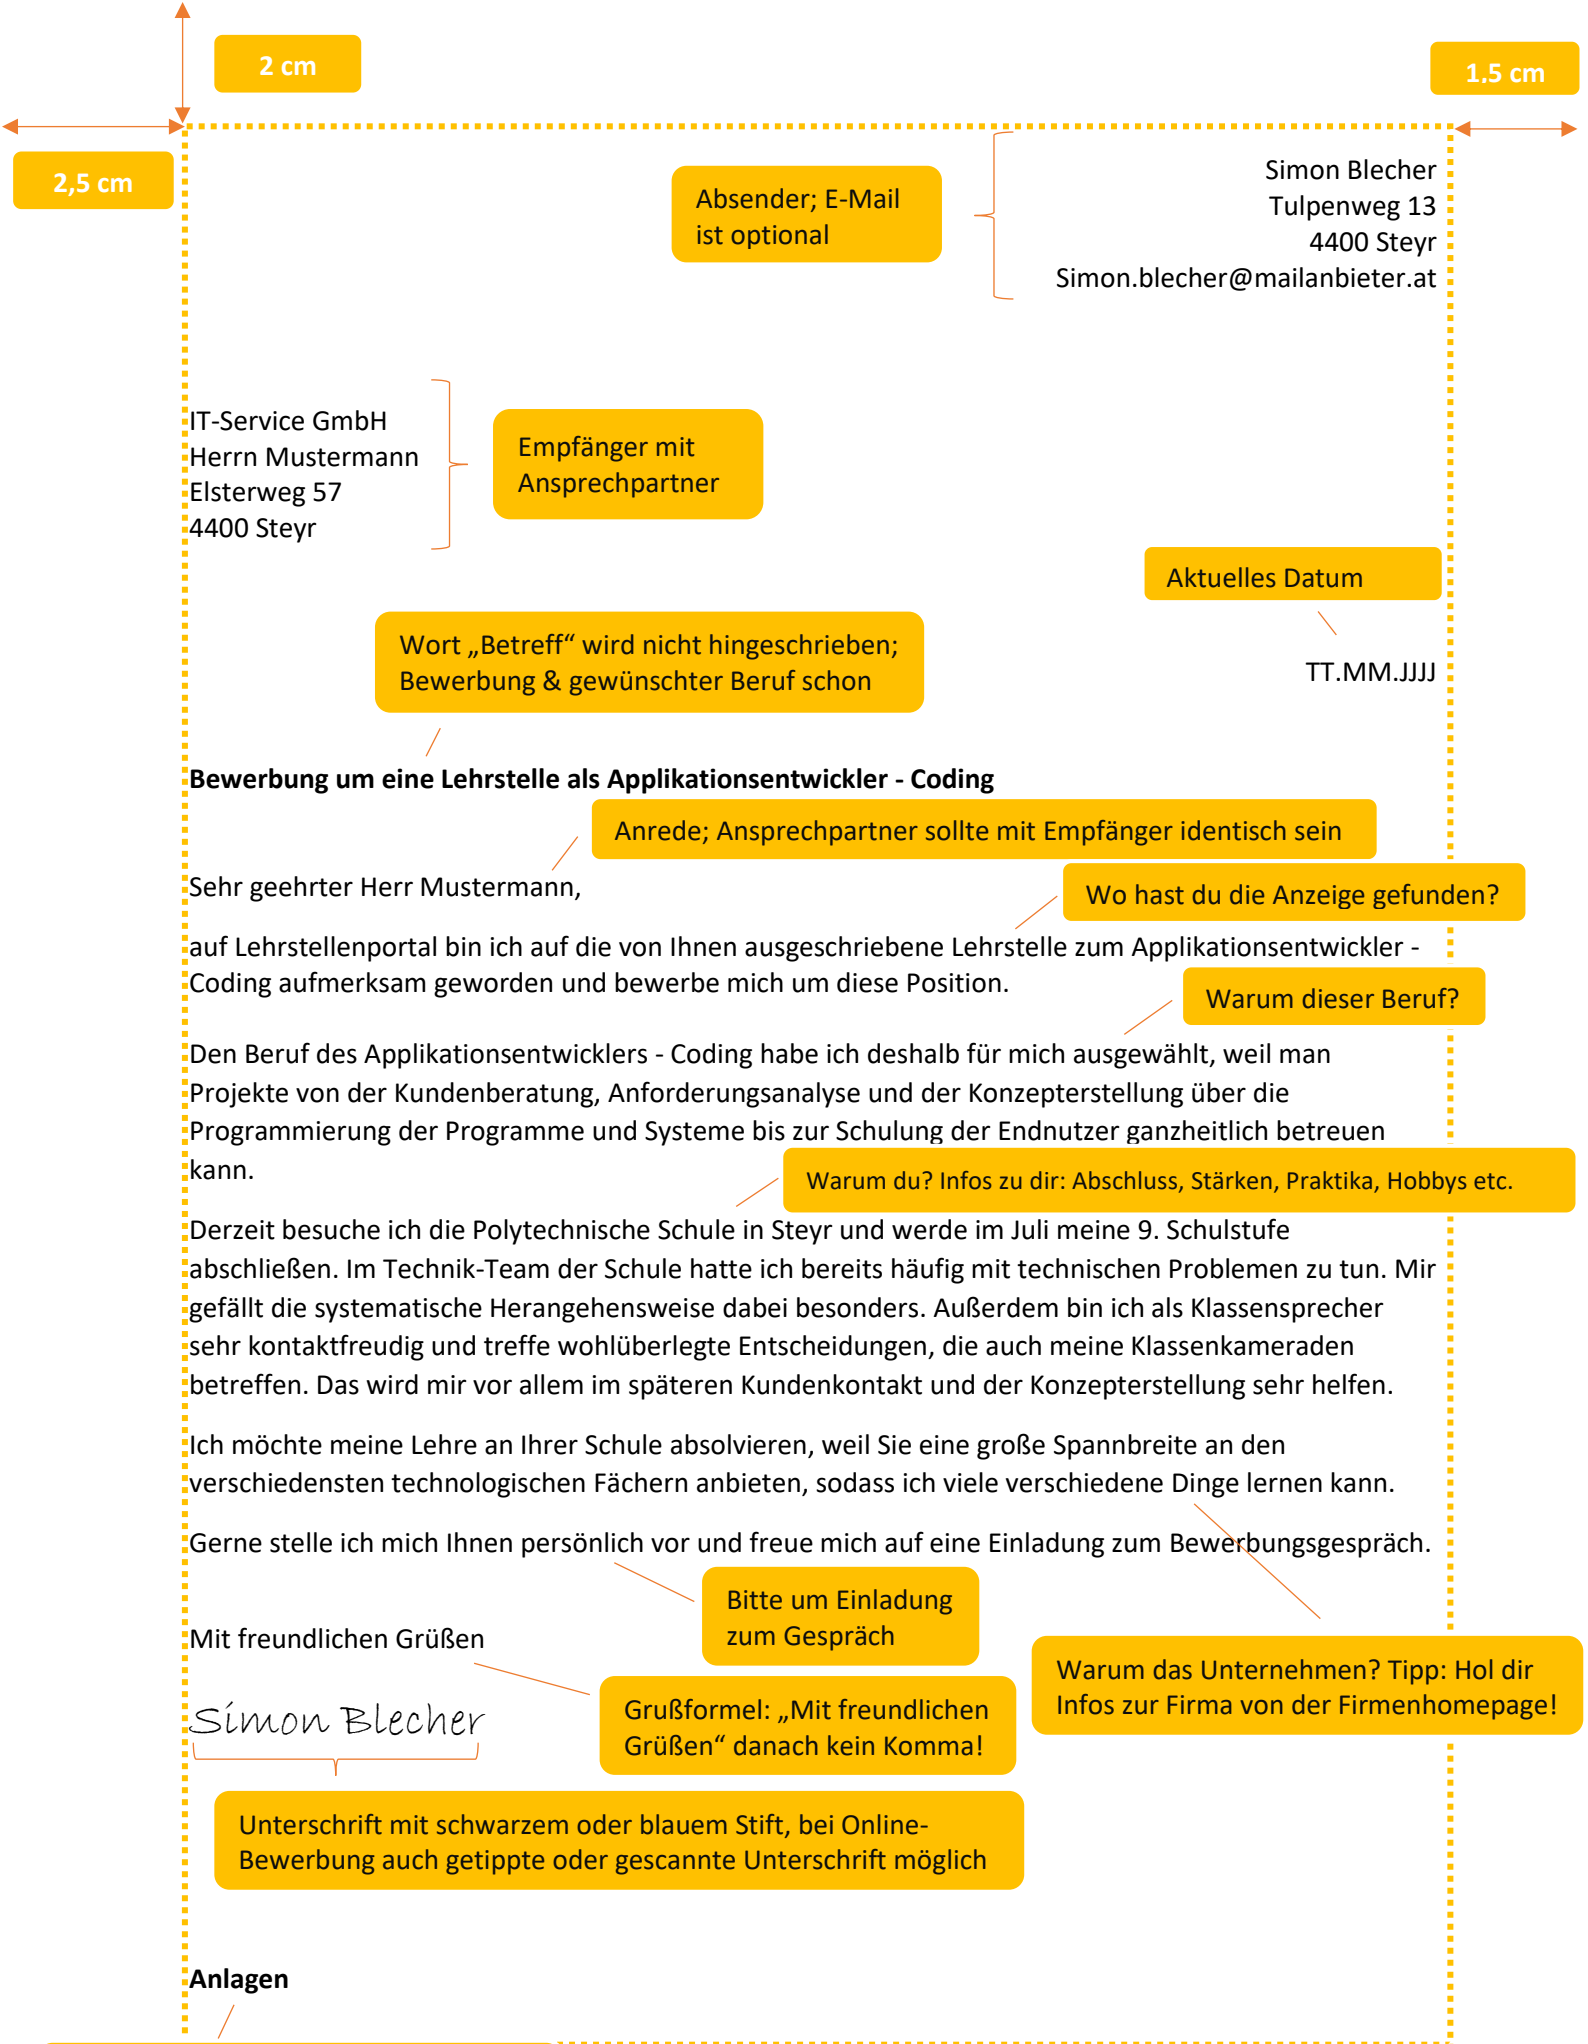 2 cm
1,5 cm
2,5 cm
Absender; E-Mail
ist optional
Simon Blecher
Tulpenweg 13
4400 Steyr
Simon.blecher@mailanbieter.at
IT-Service GmbH
Herrn Mustermann
Elsterweg 57
4400 Steyr
Empfänger mit
Ansprechpartner
Aktuelles Datum
TT.MM.JJJJ
Wort „Betreff“ wird nicht hingeschrieben;
Bewerbung & gewünschter Beruf schon
Bewerbung um eine Lehrstelle als Applikationsentwickler - Coding
Anrede; Ansprechpartner sollte mit Empfänger identisch sein
Sehr geehrter Herr Mustermann,
Wo hast du die Anzeige gefunden?
auf Lehrstellenportal bin ich auf die von Ihnen ausgeschriebene Lehrstelle zum Applikationsentwickler -
Coding aufmerksam geworden und bewerbe mich um diese Position.
Warum dieser Beruf?
Den Beruf des Applikationsentwicklers - Coding habe ich deshalb für mich ausgewählt, weil man
Projekte von der Kundenberatung, Anforderungsanalyse und der Konzepterstellung über die
Programmierung der Programme und Systeme bis zur Schulung der Endnutzer ganzheitlich betreuen
kann.
Warum du? Infos zu dir: Abschluss, Stärken, Praktika, Hobbys etc.
Derzeit besuche ich die Polytechnische Schule in Steyr und werde im Juli meine 9. Schulstufe
abschließen. Im Technik-Team der Schule hatte ich bereits häufig mit technischen Problemen zu tun. Mir
gefällt die systematische Herangehensweise dabei besonders. Außerdem bin ich als Klassensprecher
sehr kontaktfreudig und treffe wohlüberlegte Entscheidungen, die auch meine Klassenkameraden
betreffen. Das wird mir vor allem im späteren Kundenkontakt und der Konzepterstellung sehr helfen.
Ich möchte meine Lehre an Ihrer Schule absolvieren, weil Sie eine große Spannbreite an den
verschiedensten technologischen Fächern anbieten, sodass ich viele verschiedene Dinge lernen kann.
Gerne stelle ich mich Ihnen persönlich vor und freue mich auf eine Einladung zum Bewerbungsgespräch.
Bitte um Einladung
zum Gespräch
Mit freundlichen Grüßen
Warum das Unternehmen? Tipp: Hol dir
Infos zur Firma von der Firmenhomepage!
Simon Blecher
Grußformel: „Mit freundlichen
Grüßen“ danach kein Komma!
Unterschrift mit schwarzem oder blauem Stift, bei Online-
Bewerbung auch getippte oder gescannte Unterschrift möglich
Anlagen